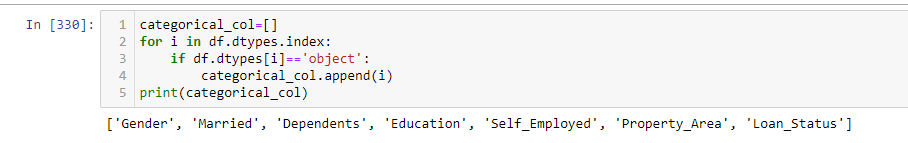 In [330]:
1 categorical_col=[]
2 for i in df.dtypes.index:
3     if df.dtypes[i]=='object':
4         categorical_col.append(i)
5 print(categorical_col)
['Gender', 'Married', 'Dependents', 'Education', 'Self_Employed', 'Property_Area', 'Loan_Status']